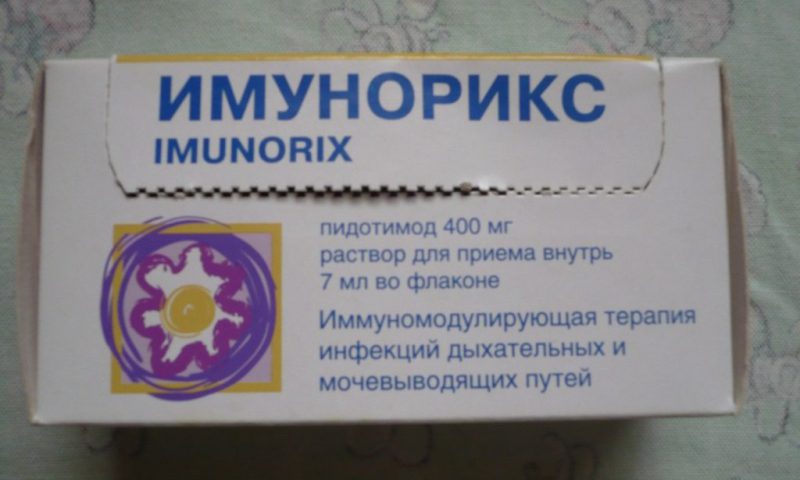 ИМУНОРИКС
IMUNORIX
пидотимод 400 мг
раствор для приема внутрь
7 мл во флаконе
Иммуномодулирующая терапия
инфекций дыхательных и
мочевыводящих путей